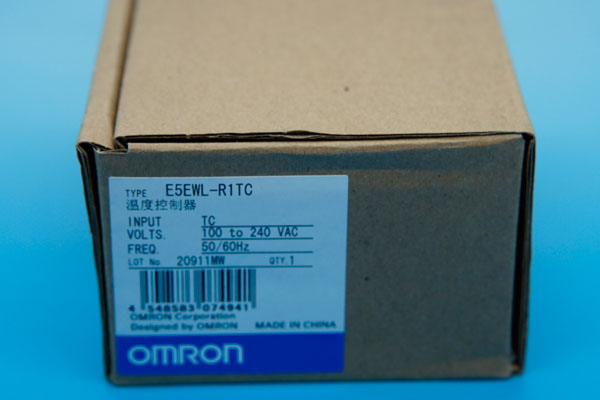 TYPE E5EWL-R1TC
温度控制器
INPUT TC
VOLTS. 100 to 240 VAC
FREQ. 50/60Hz
LOT No. 20911MW QTY.1
4 548583 074941
OMRON Corporation
Designed by OMRON MADE IN CHINA
OMRON